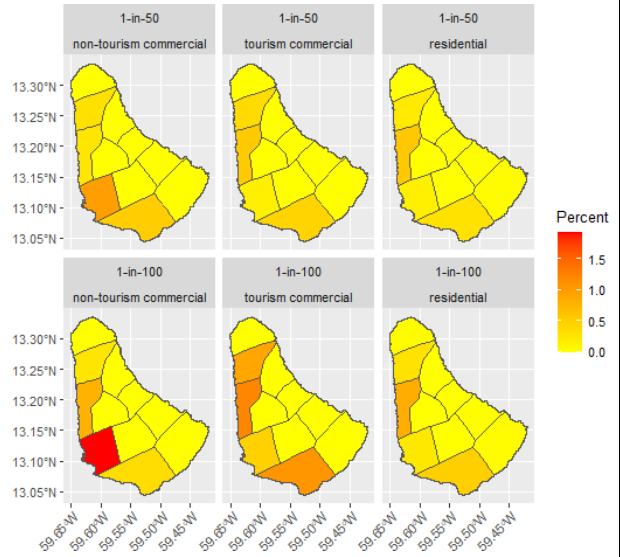 1-in-50 1-in-50 1-in-50
non-tourism commercial tourism commercial residential
13.30°N
13.25°N
13.20°N
13.15°N
13.10°N
13.05°N
Percent
1.5
1.0
0.5
0.0
1-in-100 1-in-100 1-in-100
non-tourism commercial tourism commercial residential
13.30°N
13.25°N
13.20°N
13.15°N
13.10°N
13.05°N
59.65°W 59.60°W 59.55°W 59.50°W 59.45°W 59.65°W 59.60°W 59.55°W 59.50°W 59.45°W 59.65°W 59.60°W 59.55°W 59.50°W 59.45°W